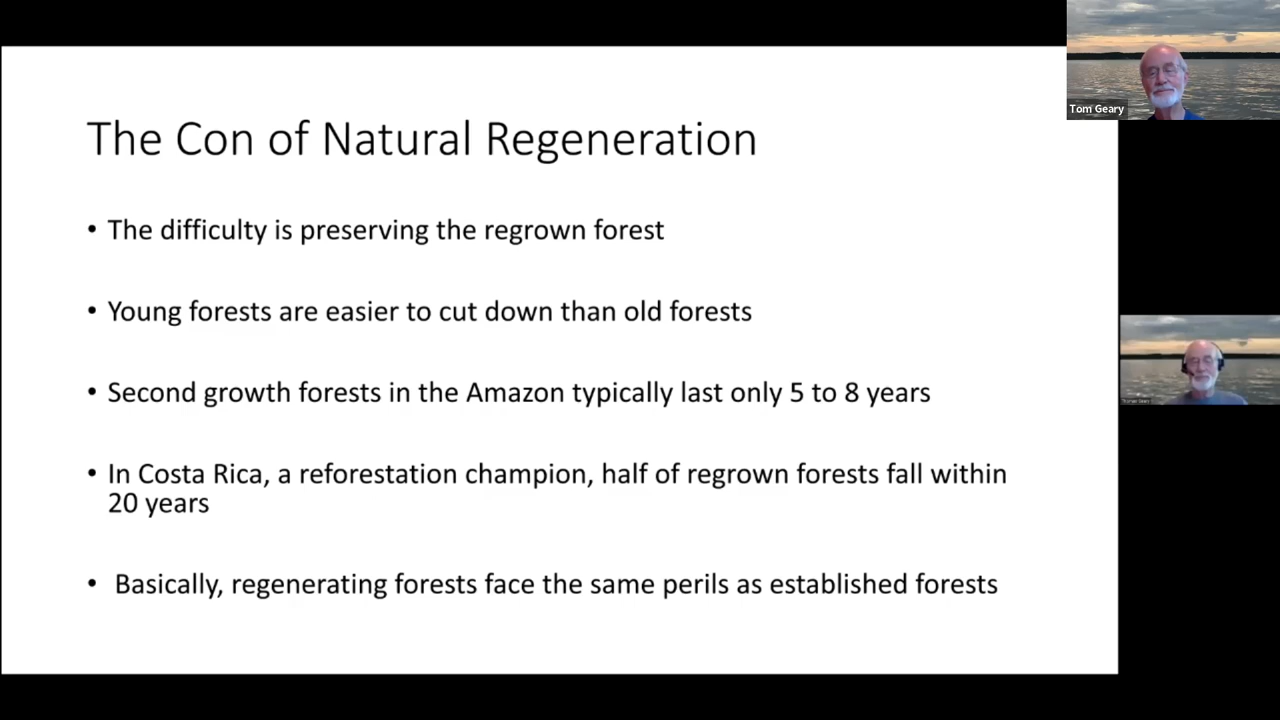 Tom Geary
The Con of Natural Regeneration
• The difficulty is preserving the regrown forest
• Young forests are easier to cut down than old forests
• Second growth forests in the Amazon typically last only 5 to 8 years
• In Costa Rica, a reforestation champion, half of regrown forests fall within
20 years
• Basically, regenerating forests face the same perils as established forests